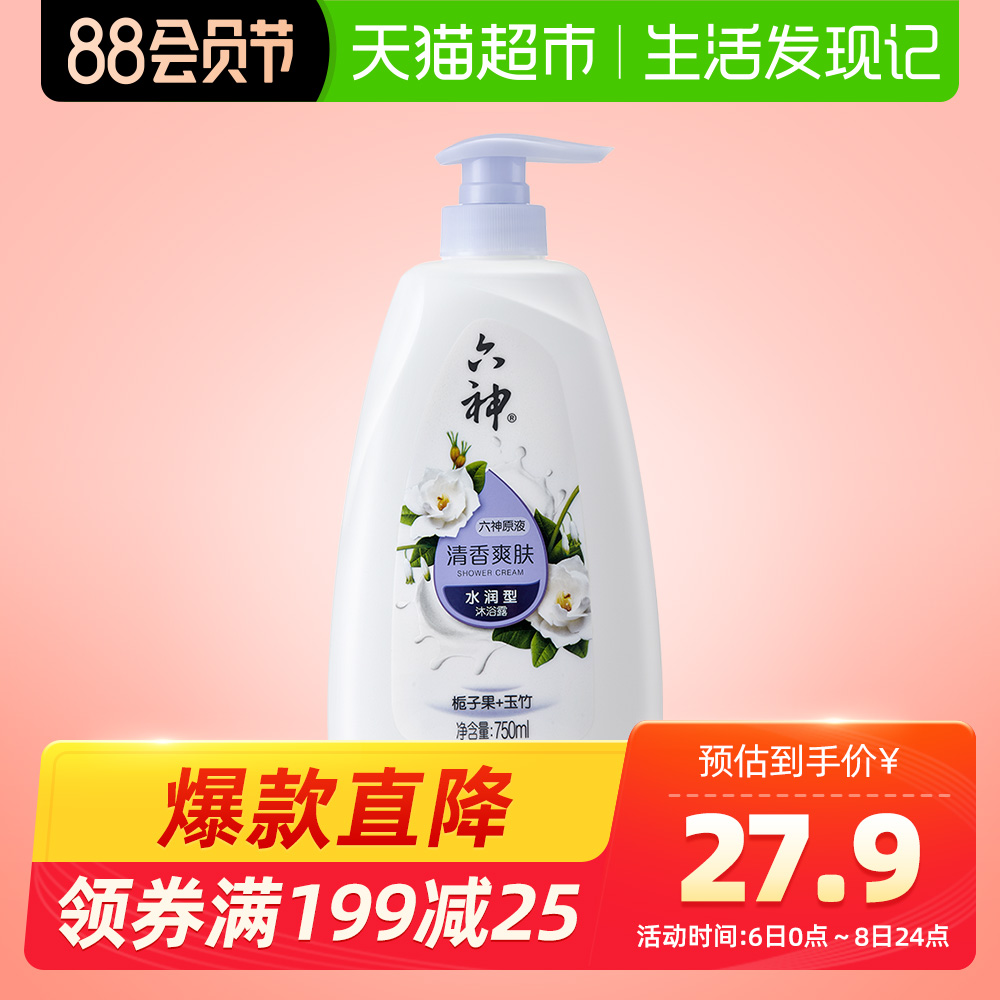 88会员节
天猫超市|生活发现记
六神®
六神原液
清香爽肤
SHOWER CREAM
水润型
沐浴露
栀子果+玉竹
净含量:750ml
爆款直降
领券满199减25
预估到手价¥
27.9
活动时间:6日0点~8日24点